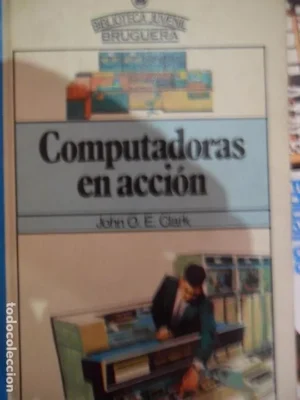 BIBLIOTECA JUVENIL
BRUGUERA
Computadoras
en acción
John O. E. Clark
todocoleccion